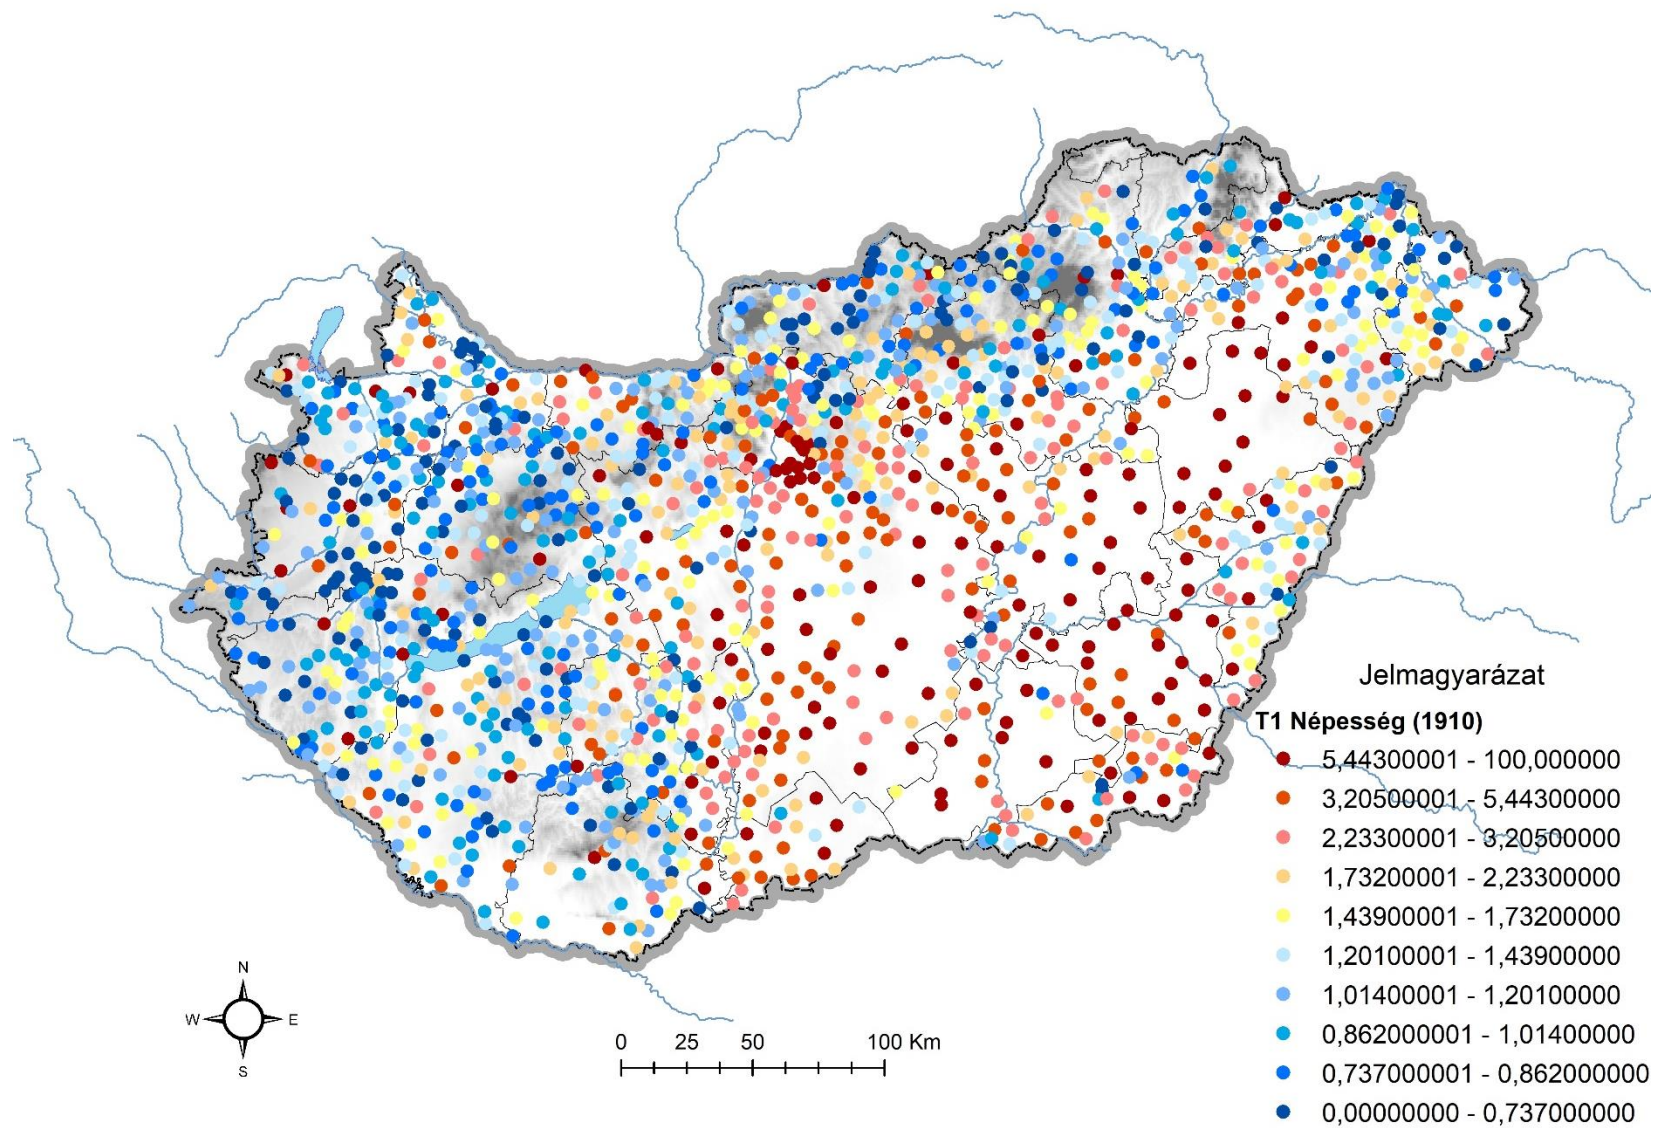 Jelmagyarázat
T1 Népesség (1910)
5,44300001 - 100,000000
3,20500001 - 5,44300000
2,23300001 - 3,20500000
1,73200001 - 2,23300000
1,43900001 - 1,73200000
1,20100001 - 1,43900000
1,01400001 - 1,20100000
0,862000001 - 1,01400000
0,737000001 - 0,862000000
0,00000000 - 0,737000000
N
W E
S
0 25 50 100 Km